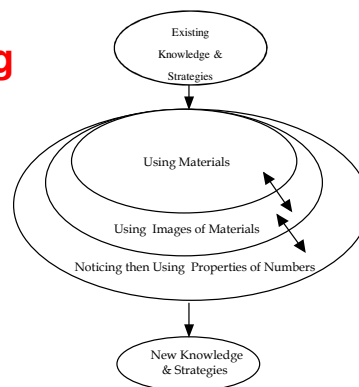 g
Existing
Knowledge &
Strategies
Using Materials
Using Images of Materials
Noticing then Using Properties of Numbers
New Knowledge
& Strategies